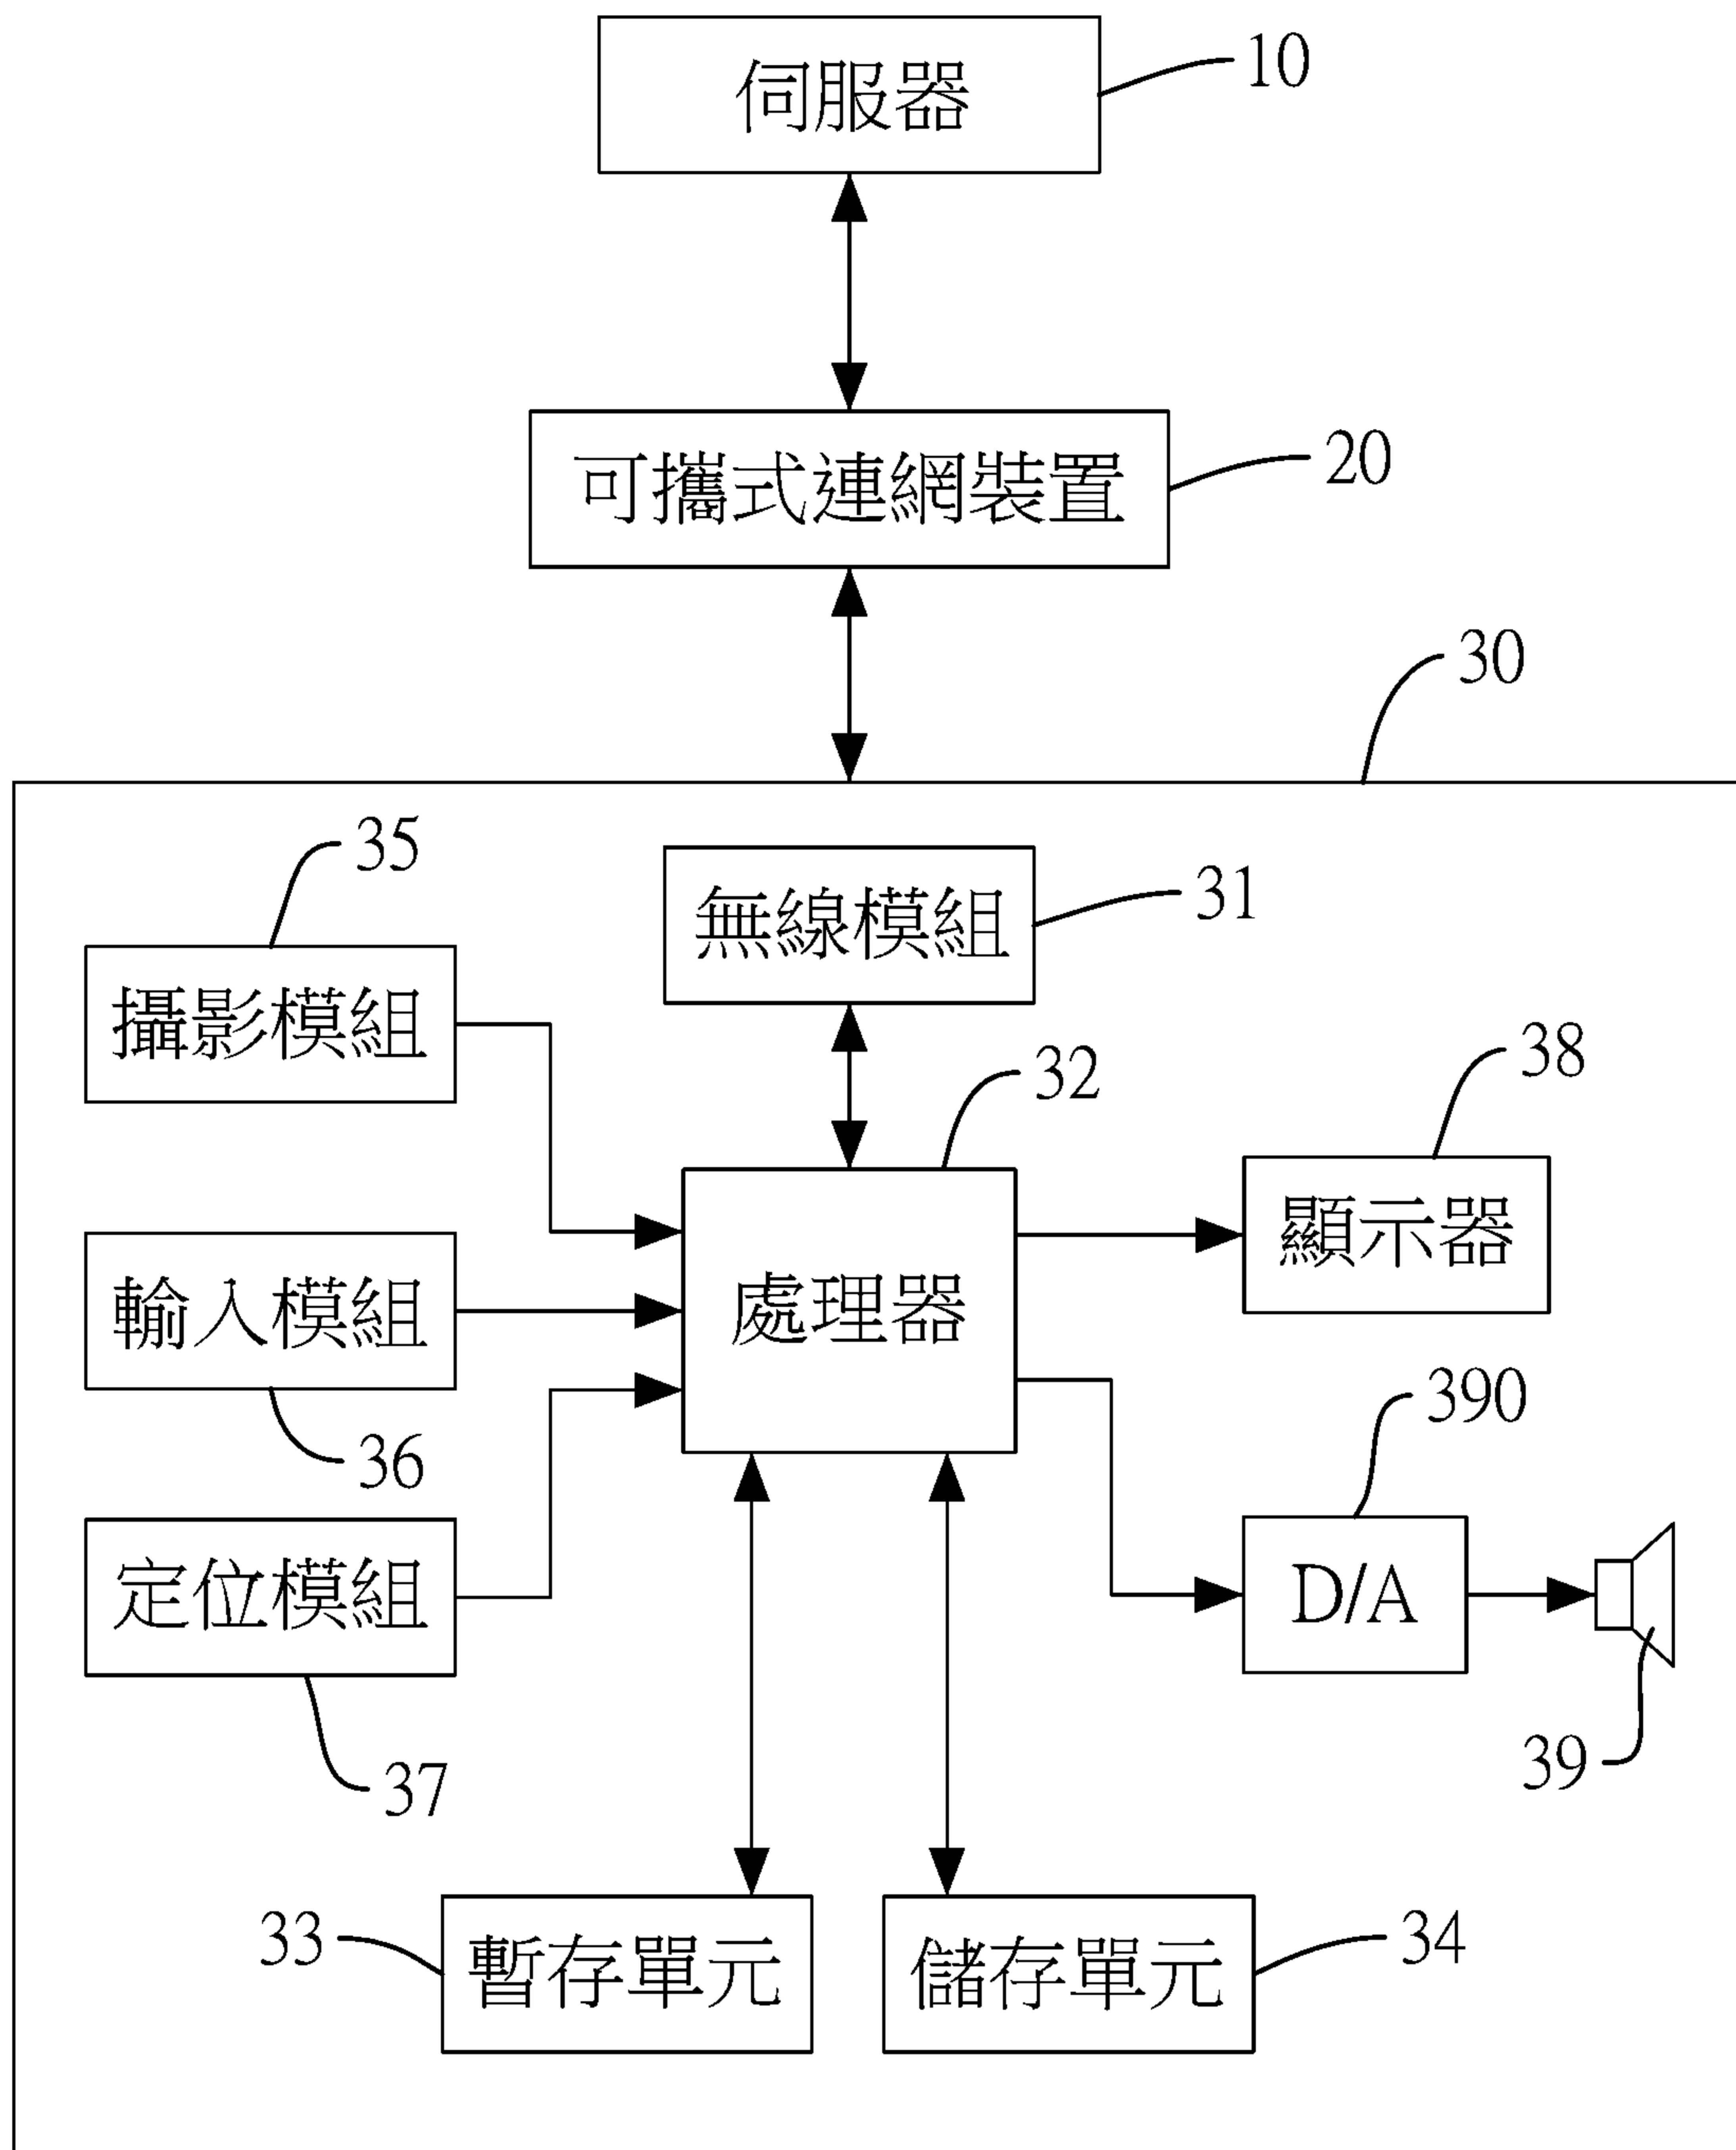 伺服器
10
可攜式連網裝置
20
30
35
無線模組
31
攝影模組
32
38
顯示器
輸入模組
處理器
36
390
定位模組
D/A
37
39
33
暫存單元
儲存單元
34